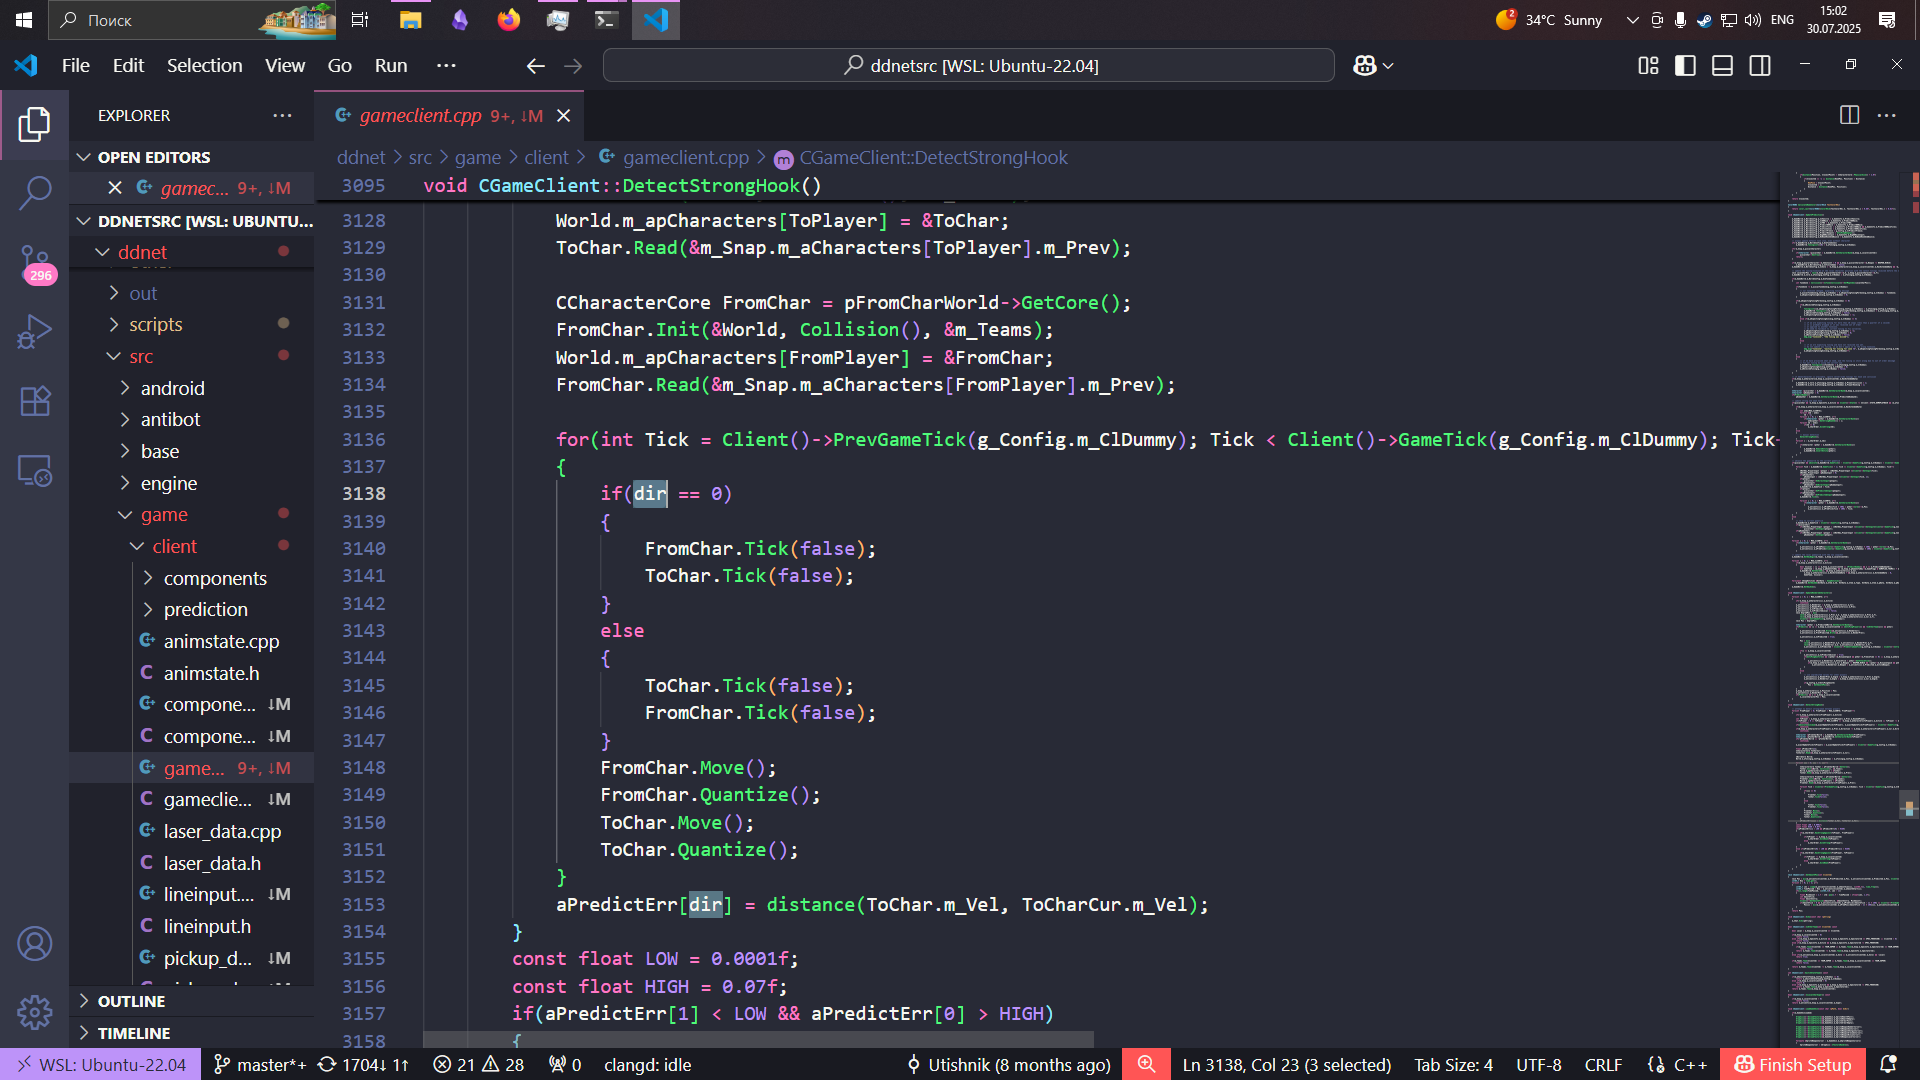 Поиск
34°C Sunny
ENG
15:02
30.07.2025
File Edit Selection View Go Run ···
ddnetsrc [WSL: Ubuntu-22.04]
EXPLORER
OPEN EDITORS
gamec... 9+, ↓M
DDNETSRC [WSL: UBUNTU...
ddnet
out
scripts
src
android
antibot
base
engine
game
client
components
prediction
animstate.cpp
animstate.h
compone... ↓M
compone... ↓M
game... 9+, ↓M
gameclie... ↓M
laser_data.cpp
laser_data.h
lineinput.... ↓M
lineinput.h
pickup_d... ↓M
OUTLINE
TIMELINE
296
gameclient.cpp 9+, ↓M
ddnet > src > game > client > gameclient.cpp > CGameClient::DetectStrongHook
3095 void CGameClient::DetectStrongHook()
3128 World.m_apCharacters[ToPlayer] = &ToChar;
3129 ToChar.Read(&m_Snap.m_aCharacters[ToPlayer].m_Prev);
3130
3131 CCharacterCore FromChar = pFromCharWorld->GetCore();
3132 FromChar.Init(&World, Collision(), &m_Teams);
3133 World.m_apCharacters[FromPlayer] = &FromChar;
3134 FromChar.Read(&m_Snap.m_aCharacters[FromPlayer].m_Prev);
3135
3136 for(int Tick = Client()->PrevGameTick(g_Config.m_ClDummy); Tick < Client()->GameTick(g_Config.m_ClDummy); Tick
3137 {
3138 if(dir == 0)
3139 {
3140 FromChar.Tick(false);
3141 ToChar.Tick(false);
3142 }
3143 else
3144 {
3145 ToChar.Tick(false);
3146 FromChar.Tick(false);
3147 }
3148 FromChar.Move();
3149 FromChar.Quantize();
3150 ToChar.Move();
3151 ToChar.Quantize();
3152 }
3153 aPredictErr[dir] = distance(ToChar.m_Vel, ToCharCur.m_Vel);
3154 }
3155 const float LOW = 0.0001f;
3156 const float HIGH = 0.07f;
3157 if(aPredictErr[1] < LOW && aPredictErr[0] > HIGH)
3158 {
WSL: Ubuntu-22.04 master*+ 1704↓ 1↑ 21 28 0 clangd: idle Utishnik (8 months ago) Ln 3138, Col 23 (3 selected) Tab Size: 4 UTF-8 CRLF {} C++ Finish Setup